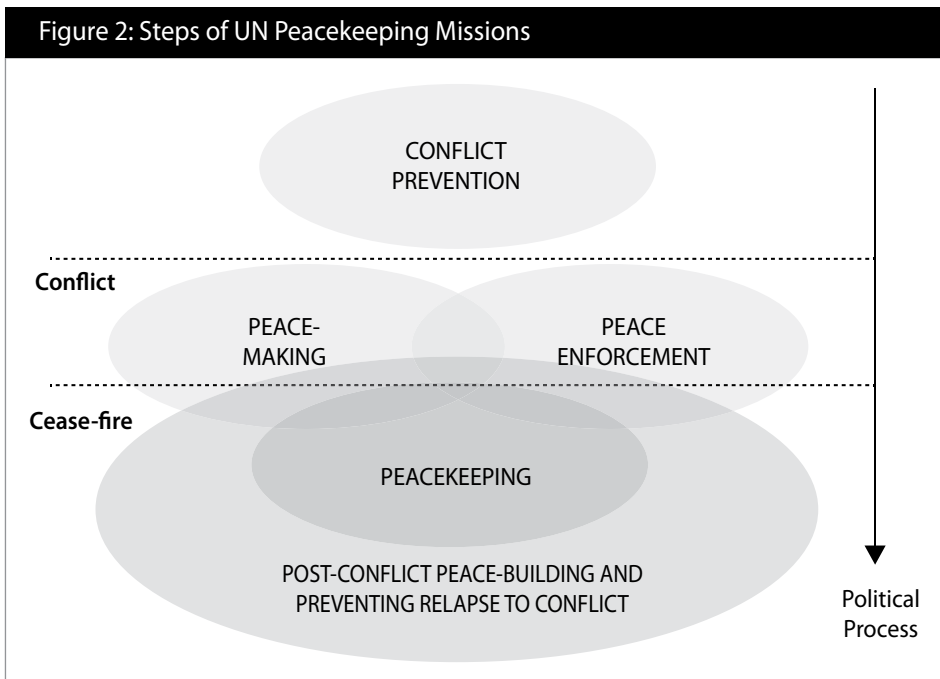 Figure 2: Steps of UN Peacekeeping Missions
CONFLICT
PREVENTION
Conflict
PEACE-
MAKING
PEACE
ENFORCEMENT
Cease-fire
PEACEKEEPING
POST-CONFLICT PEACE-BUILDING AND
PREVENTING RELAPSE TO CONFLICT
Political
Process